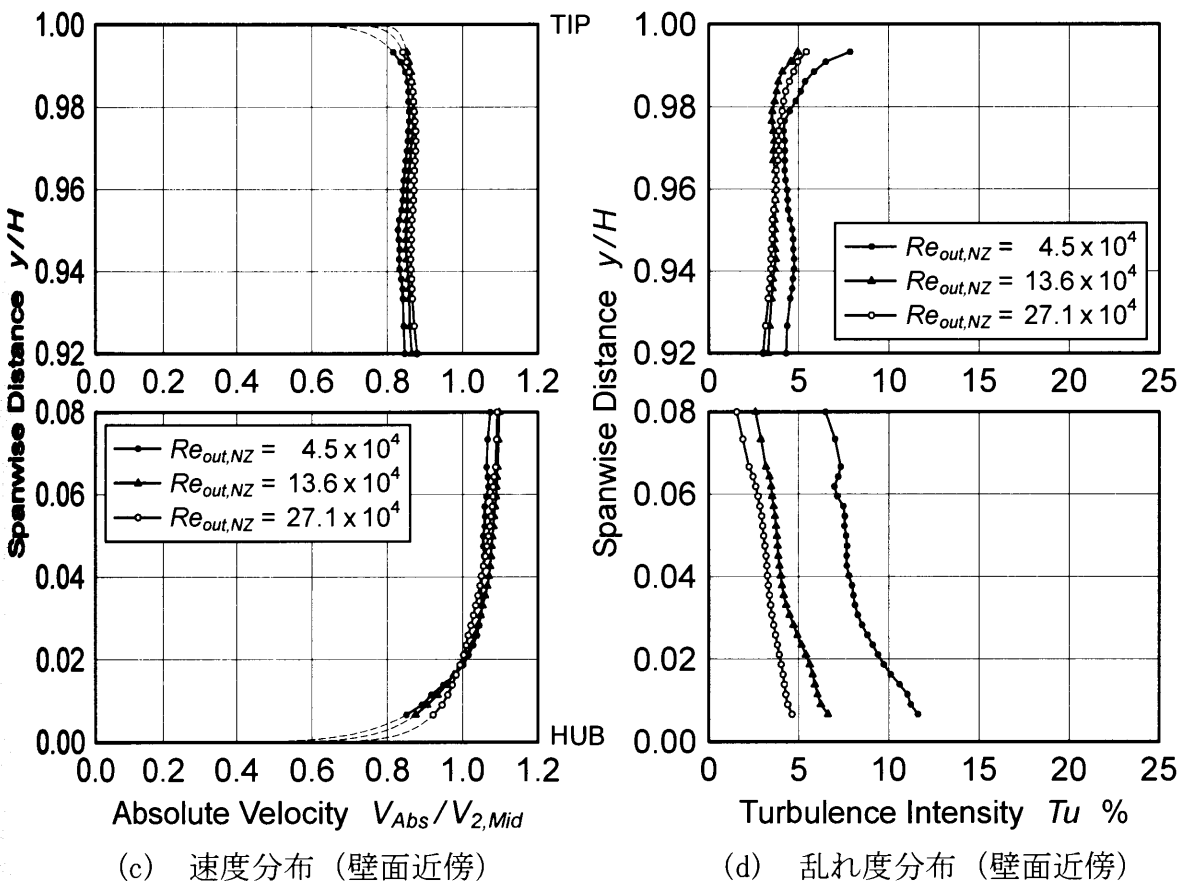 1.00
0.98
0.96
0.94
0.92
0.0 0.2 0.4 0.6 0.8 1.0 1.2
TIP
0.08
0.06
0.04
0.02
0.00
0.0 0.2 0.4 0.6 0.8 1.0 1.2
HUB
Re_out,NZ = 4.5 x 10^4
Re_out,NZ = 13.6 x 10^4
Re_out,NZ = 27.1 x 10^4
Spanwise Distance y/H
Absolute Velocity V_Abs/V_2,Mid
(c) 速度分布 (壁面近傍)
1.00
0.98
0.96
0.94
0.92
0 5 10 15 20 25
Re_out,NZ = 4.5 x 10^4
Re_out,NZ = 13.6 x 10^4
Re_out,NZ = 27.1 x 10^4
0.08
0.06
0.04
0.02
0.00
0 5 10 15 20 25
Spanwise Distance y/H
Turbulence Intensity Tu %
(d) 乱れ度分布 (壁面近傍)